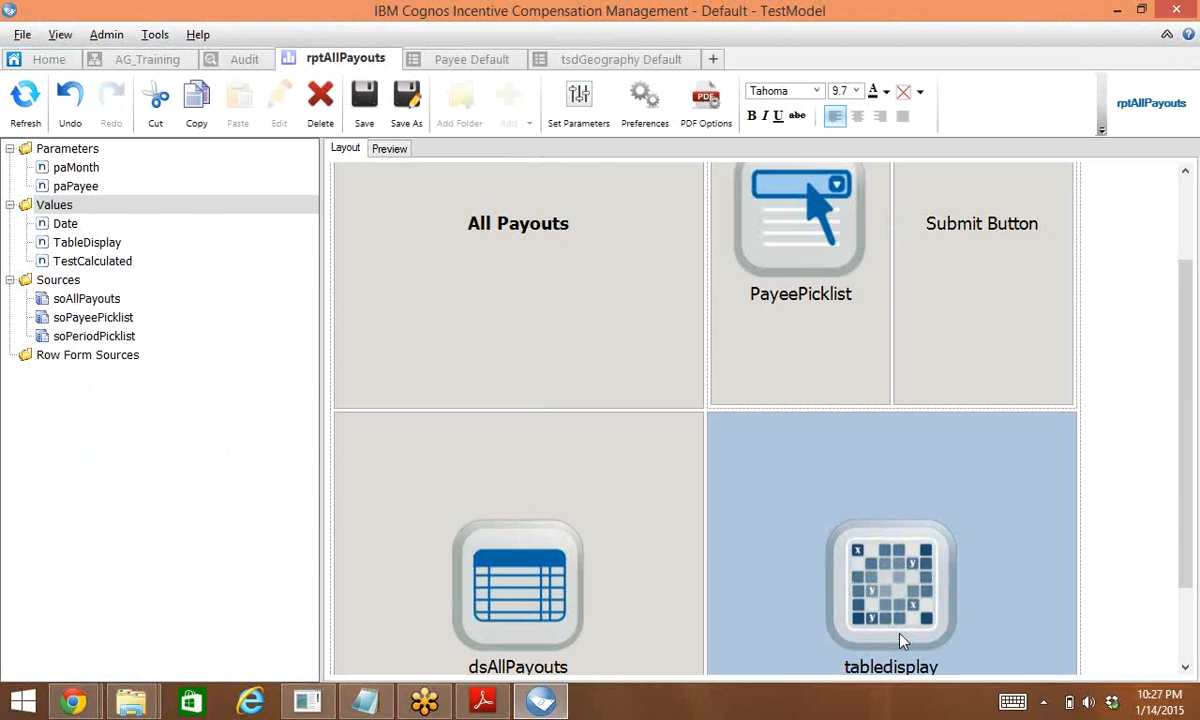 IBM Cognos Incentive Compensation Management - Default - TestModel
File View Admin Tools Help
Home AG_Training Audit rptAllPayouts Payee Default tsdGeography Default +
Refresh Undo Redo Cut Copy Paste Edit Delete Save Save As Add Folder Add Set Parameters Preferences PDF PDF Options
Tahoma 9.7 A
B I U abc
rptAllPayouts
Layout Preview
Parameters
paMonth
paPayee
Values
Date
TableDisplay
TestCalculated
Sources
soAllPayouts
soPayeePicklist
soPeriodPicklist
Row Form Sources
All Payouts
PayeePicklist
Submit Button
dsAllPayouts
x
y
y
x
y
tabledisplay
10:27 PM
1/14/2015